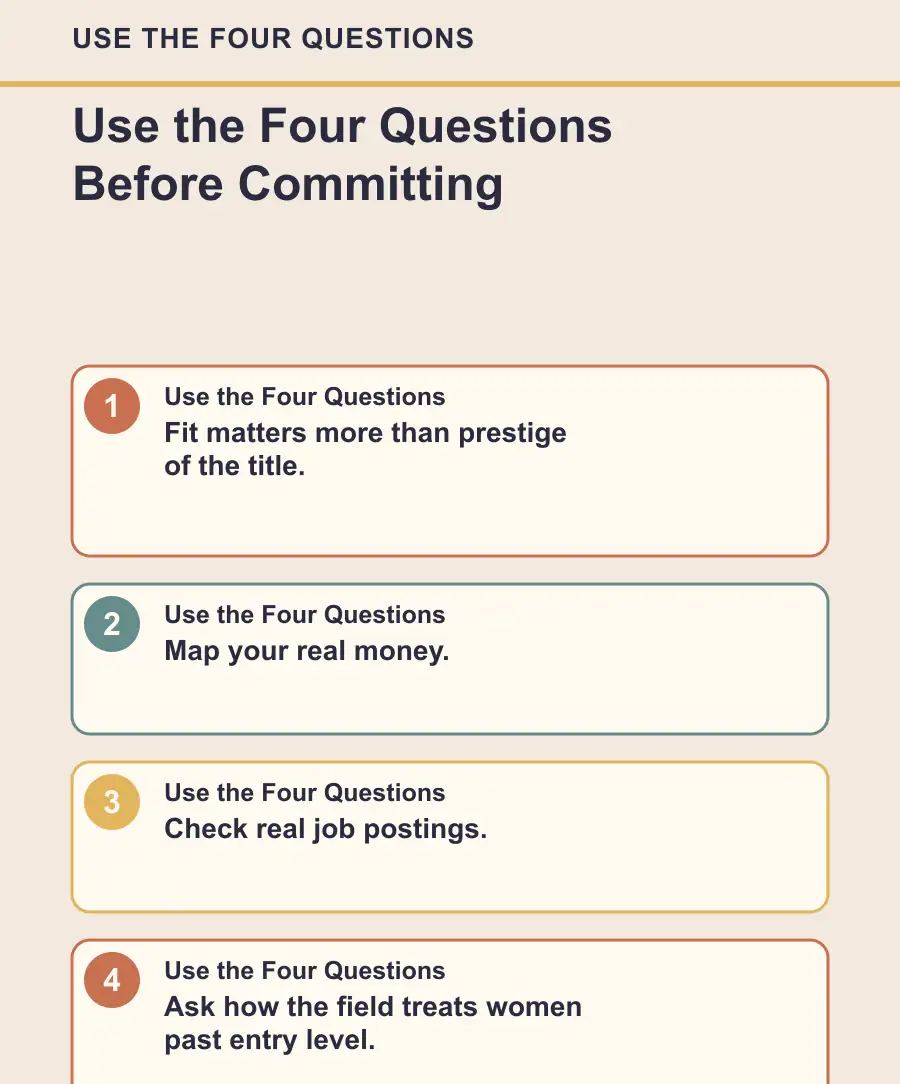 USE THE FOUR QUESTIONS
Use the Four Questions
Before Committing
1
Use the Four Questions
Fit matters more than prestige
of the title.
2
Use the Four Questions
Map your real money.
3
Use the Four Questions
Check real job postings.
4
Use the Four Questions
Ask how the field treats women
past entry level.